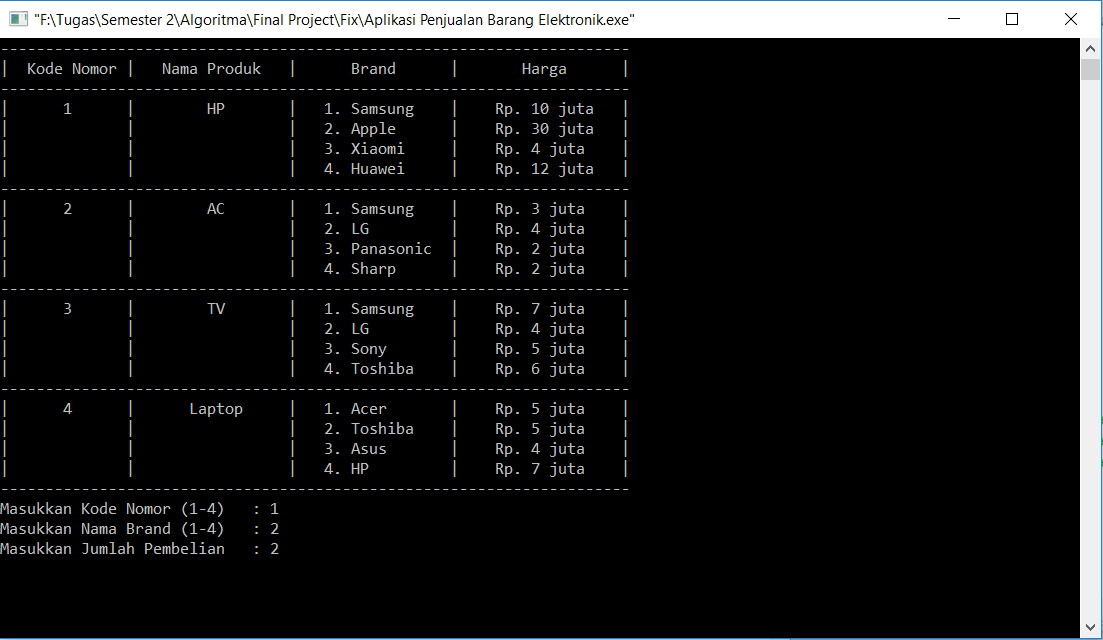 "F:\Tugas\Semester 2\Algoritma\Final Project\Fix\Aplikasi Penjualan Barang Elektronik.exe"
----------------------------------------------------------------------
|  Kode Nomor |   Nama Produk   |      Brand      |       Harga      |
----------------------------------------------------------------------
|      1      |        HP       |   1. Samsung    |    Rp. 10 juta   |
|             |                 |   2. Apple      |    Rp. 30 juta   |
|             |                 |   3. Xiaomi     |    Rp. 4 juta    |
|             |                 |   4. Huawei     |    Rp. 12 juta   |
----------------------------------------------------------------------
|      2      |        AC       |   1. Samsung    |    Rp. 3 juta    |
|             |                 |   2. LG         |    Rp. 4 juta    |
|             |                 |   3. Panasonic  |    Rp. 2 juta    |
|             |                 |   4. Sharp      |    Rp. 2 juta    |
----------------------------------------------------------------------
|      3      |        TV       |   1. Samsung    |    Rp. 7 juta    |
|             |                 |   2. LG         |    Rp. 4 juta    |
|             |                 |   3. Sony       |    Rp. 5 juta    |
|             |                 |   4. Toshiba    |    Rp. 6 juta    |
----------------------------------------------------------------------
|      4      |      Laptop     |   1. Acer       |    Rp. 5 juta    |
|             |                 |   2. Toshiba    |    Rp. 5 juta    |
|             |                 |   3. Asus       |    Rp. 4 juta    |
|             |                 |   4. HP         |    Rp. 7 juta    |
----------------------------------------------------------------------
Masukkan Kode Nomor (1-4)   : 1
Masukkan Nama Brand (1-4)   : 2
Masukkan Jumlah Pembelian   : 2